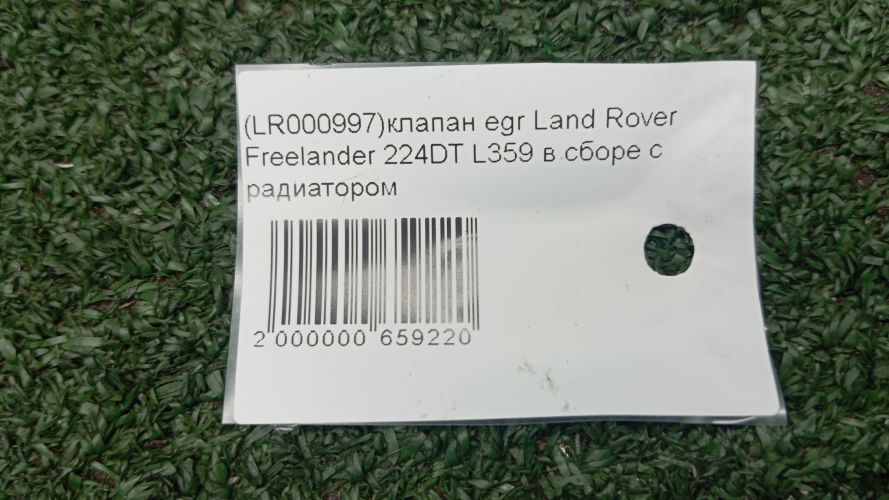 (LR000997)клапан egr Land Rover
Freelander 224DT L359 в сборе с
радиатором
2 000000 659220